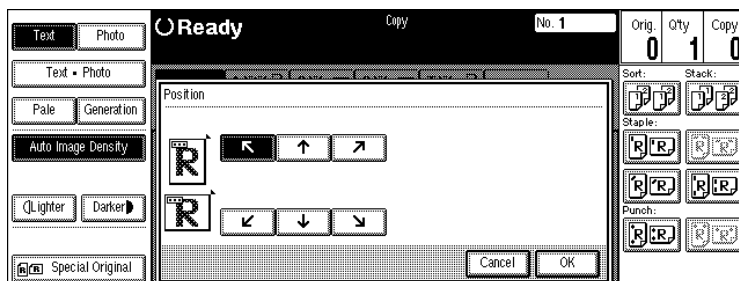 Text
Photo
Text • Photo
Pale
Generation
Auto Image Density
Lighter
Darker
Special Original
Ready
Copy
No. 1
Position
R
R
Cancel
OK
Orig. Q'ty Copy
0 1 0
Sort: Stack:
Staple:
Punch: